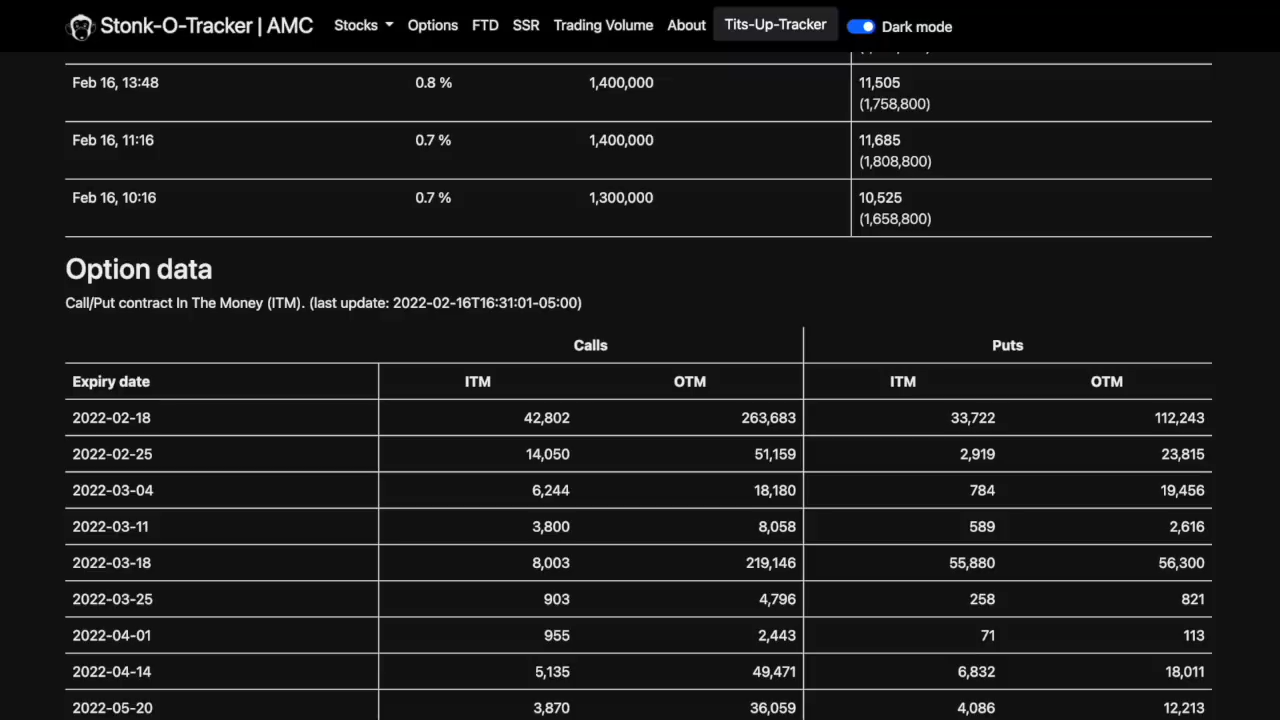 Stonk-O-Tracker | AMC Stocks Options FTD SSR Trading Volume About Tits-Up-Tracker Dark mode
Feb 16, 13:48 0.8 % 1,400,000 11,505
(1,758,800)
Feb 16, 11:16 0.7 % 1,400,000 11,685
(1,808,800)
Feb 16, 10:16 0.7 % 1,300,000 10,525
(1,658,800)
Option data
Call/Put contract In The Money (ITM). (last update: 2022-02-16T16:31:01-05:00)
Calls Puts
Expiry date ITM OTM ITM OTM
2022-02-18 42,802 263,683 33,722 112,243
2022-02-25 14,050 51,159 2,919 23,815
2022-03-04 6,244 18,180 784 19,456
2022-03-11 3,800 8,058 589 2,616
2022-03-18 8,003 219,146 55,880 56,300
2022-03-25 903 4,796 258 821
2022-04-01 955 2,443 71 113
2022-04-14 5,135 49,471 6,832 18,011
2022-05-20 3,870 36,059 4,086 12,213